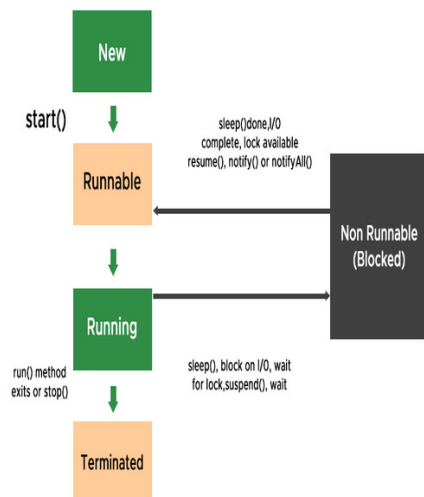 New
start()
sleep()done,I/O
complete, lock available
resume(), notify() or notifyAll()
Runnable
Non Runnable
(Blocked)
Running
run() method
exits or stop()
sleep(), block on I/O, wait
for lock,suspend(), wait
Terminated